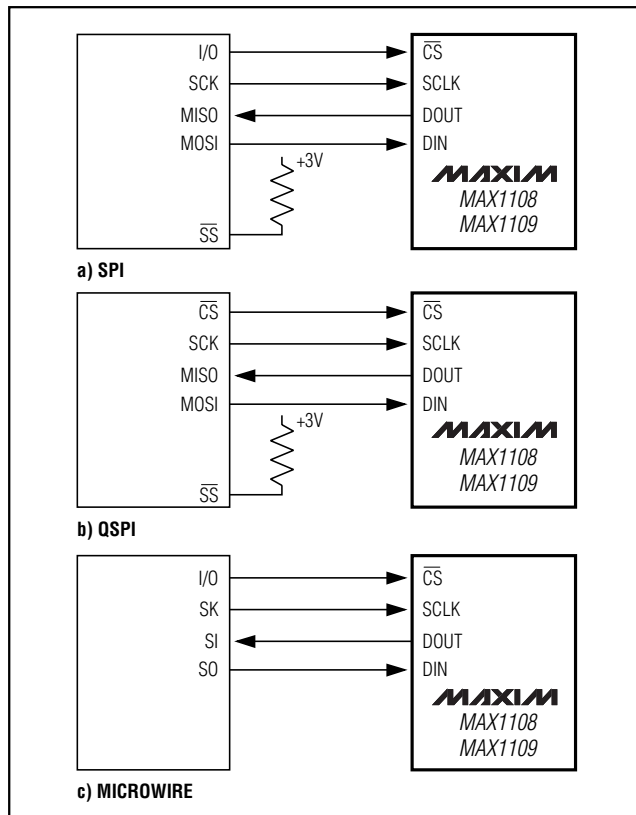 I/O CS̅
SCK SCLK
MISO DOUT
MOSI DIN
+3V
MAXIM
MAX1108
MAX1109
SS̅
a) SPI
CS̅ CS̅
SCK SCLK
MISO DOUT
MOSI DIN
+3V
MAXIM
MAX1108
MAX1109
SS̅
b) QSPI
I/O CS̅
SK SCLK
SI DOUT
SO DIN
MAXIM
MAX1108
MAX1109
c) MICROWIRE